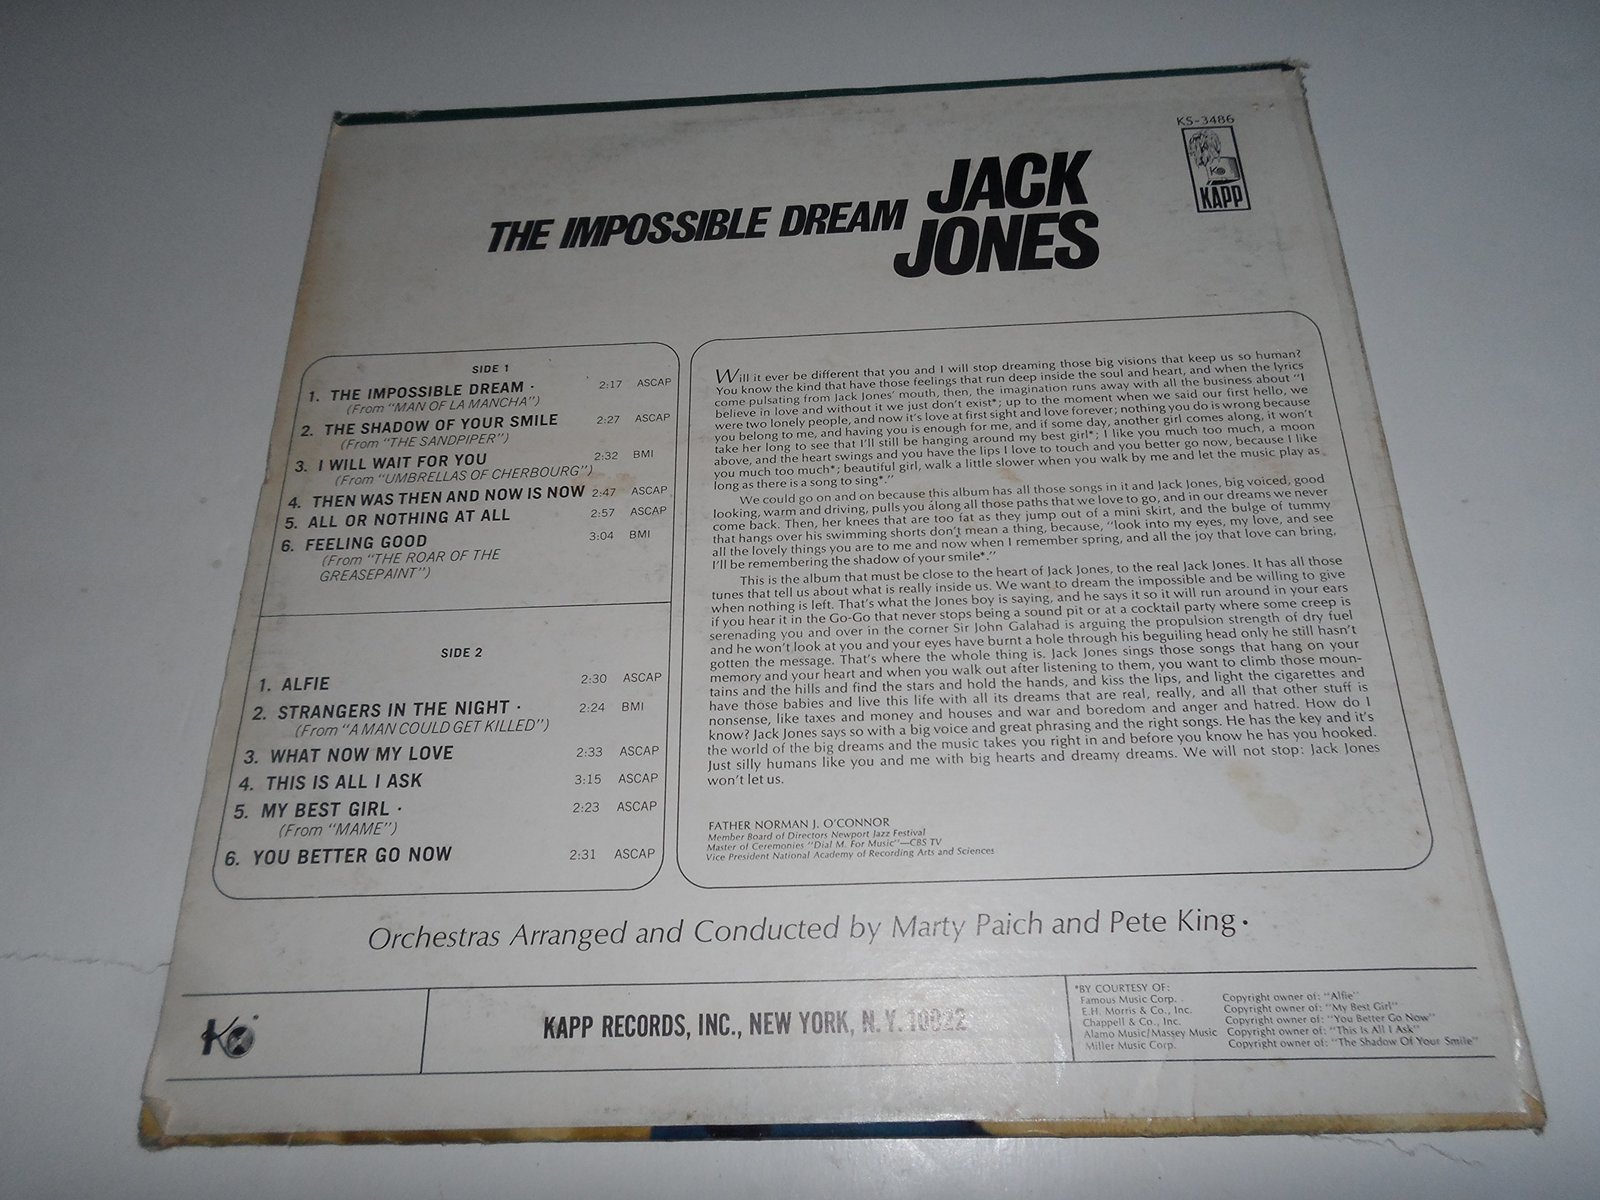 KS-3486
KAPP
THE IMPOSSIBLE DREAM JACK
JONES
SIDE 1
1. THE IMPOSSIBLE DREAM • 2:17 ASCAP
(From "MAN OF LA MANCHA")
2. THE SHADOW OF YOUR SMILE 2:27 ASCAP
(From "THE SANDPIPER")
3. I WILL WAIT FOR YOU 2:32 BMI
(From "UMBRELLAS OF CHERBOURG")
4. THEN WAS THEN AND NOW IS NOW 2:47 ASCAP
5. ALL OR NOTHING AT ALL 2:57 ASCAP
6. FEELING GOOD 3:04 BMI
(From "THE ROAR OF THE
GREASEPAINT")
SIDE 2
1. ALFIE 2:30 ASCAP
2. STRANGERS IN THE NIGHT • 2:24 BMI
(From "A MAN COULD GET KILLED")
3. WHAT NOW MY LOVE 2:33 ASCAP
4. THIS IS ALL I ASK 3:15 ASCAP
5. MY BEST GIRL • 2:23 ASCAP
(From "MAME")
6. YOU BETTER GO NOW 2:31 ASCAP
Will it ever be different that you and I will stop dreaming those big visions that keep us so human?
You know the kind that have those feelings that run deep inside the soul and heart, and when the lyrics
come pulsating from Jack Jones' mouth, then, the imagination runs away with all the business about "I
believe in love and without it we just don't exist*; up to the moment when we said our first hello, we
were two lonely people, and now it's love at first sight and love forever; nothing you do is wrong because
you belong to me, and having you is enough for me, and if some day, another girl comes along, it won't
take her long to see that I'll still be hanging around my best girl*; I like you much too much, a moon
above, and the heart swings and you have the lips I love to touch and you better go now, because I like
you much too much*; beautiful girl, walk a little slower when you walk by me and let the music play as
long as there is a song to sing*."
We could go on and on because this album has all those songs in it and Jack Jones, big voiced, good
looking, warm and driving, pulls you along all those paths that we love to go, and in our dreams we never
come back. Then, her knees that are too fat as they jump out of a mini skirt, and the bulge of tummy
that hangs over his swimming shorts don't mean a thing, because, "look into my eyes, my love, and see
all the lovely things you are to me and now when I remember spring, and all the joy that love can bring,
I'll be remembering the shadow of your smile*."
This is the album that must be close to the heart of Jack Jones, to the real Jack Jones. It has all those
tunes that tell us about what is really inside us. We want to dream the impossible and be willing to give
when nothing is left. That's what the Jones boy is saying, and he says it so it will run around in your ears
if you hear it in the Go-Go that never stops being a sound pit or at a cocktail party where some creep is
serenading you and over in the corner Sir John Galahad is arguing the propulsion strength of dry fuel
and he won't look at you and your eyes have burnt a hole through his beguiling head only he still hasn't
gotten the message. That's where the whole thing is. Jack Jones sings those songs that hang on your
memory and your heart and when you walk out after listening to them, you want to climb those moun-
tains and the hills and find the stars and hold the hands, and kiss the lips, and light the cigarettes and
have those babies and live this life with all its dreams that are real, really, and all that other stuff is
nonsense, like taxes and money and houses and war and boredom and anger and hatred. How do I
know? Jack Jones says so with a big voice and great phrasing and the right songs. He has the key and it's
the world of the big dreams and the music takes you right in and before you know he has you hooked.
Just silly humans like you and me with big hearts and dreamy dreams. We will not stop: Jack Jones
won't let us.
FATHER NORMAN J. O'CONNOR
Member Board of Directors Newport Jazz Festival
Master of Ceremonies "Dial M. For Music"—CBS TV
Vice President National Academy of Recording Arts and Sciences
Orchestras Arranged and Conducted by Marty Paich and Pete King •
KAPP RECORDS, INC., NEW YORK, N.Y. 10022
*BY COURTESY OF:
Famous Music Corp. Copyright owner of: "Alfie"
E.H. Morris & Co., Inc. Copyright owner of: "My Best Girl"
Chappell & Co., Inc. Copyright owner of: "You Better Go Now"
Alamo Music/Massey Music Copyright owner of: "This Is All I Ask"
Miller Music Corp. Copyright owner of: "The Shadow Of Your Smile"